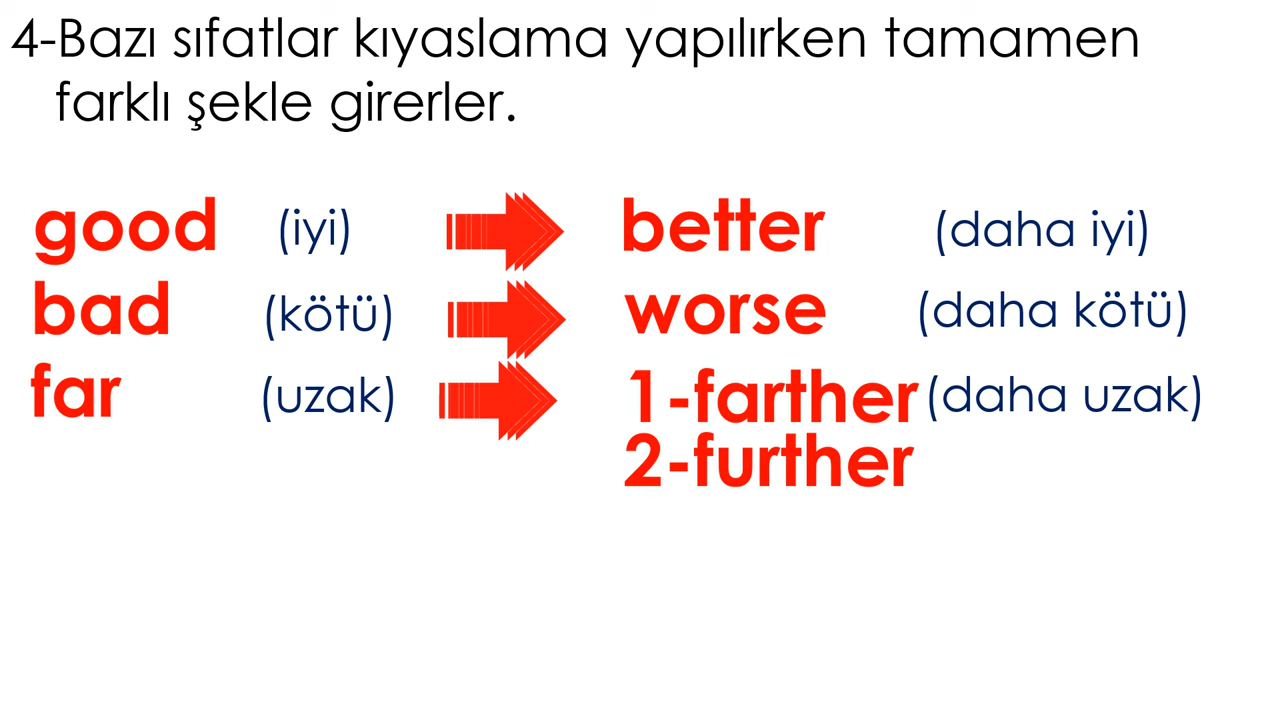 4-Bazı sıfatlar kıyaslama yapılırken tamamen
farklı şekle girerler.
good (iyi) better (daha iyi)
bad (kötü) worse (daha kötü)
far (uzak) 1-farther (daha uzak)
2-further